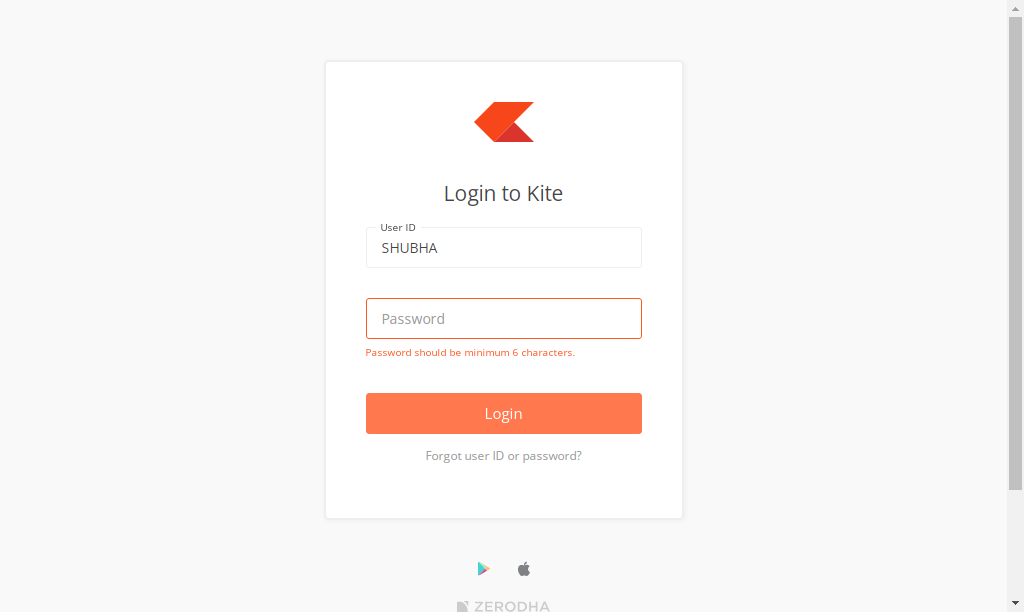 Login to Kite
User ID
SHUBHA
Password
Password should be minimum 6 characters.
Login
Forgot user ID or password?
ZERODHA